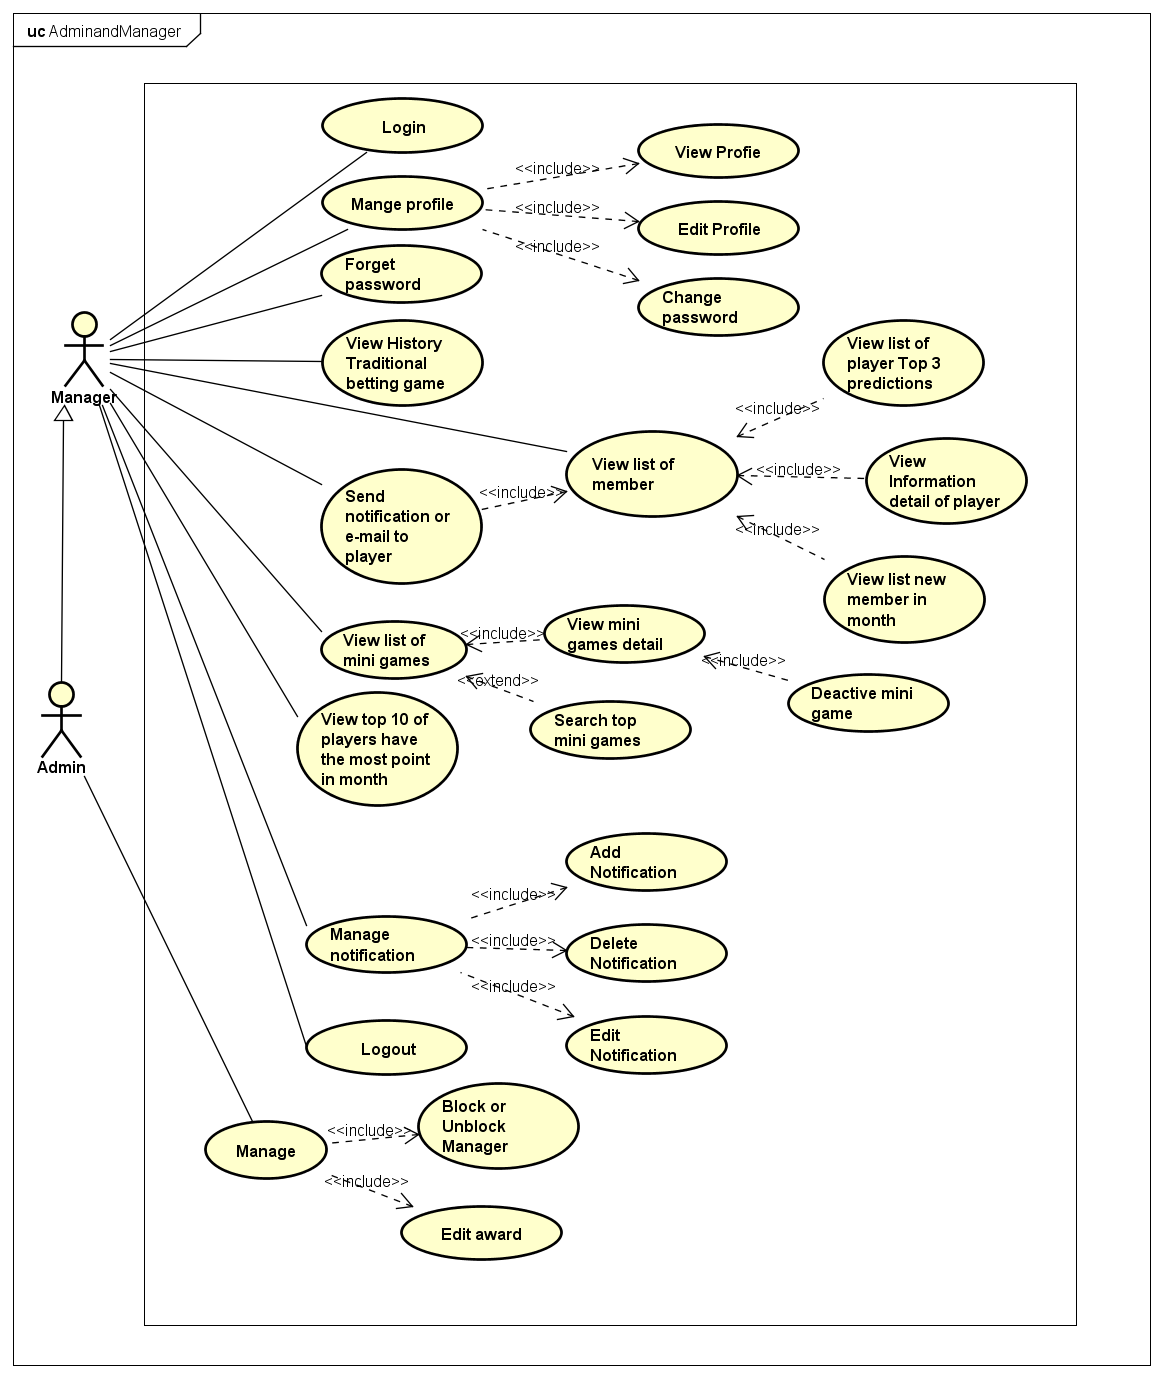 uc AdminandManager
Login
View Profie
<<include>>
Mange profile
<<include>>
Edit Profile
<<include>>
Forget
password
Change
password
View History
Traditional
betting game
View list of
player Top 3
predictions
Manager
<<include>>
View list of
member
<<include>>
View
Information
detail of player
Send
notification or
e-mail to
player
<<include>>
<<include>>
View list new
member in
month
View list of
mini games
<<include>>
View mini
games detail
<<include>>
<<extend>>
Deactive mini
game
Search top
mini games
View top 10 of
players have
the most point
in month
Admin
Add
Notification
<<include>>
Manage
notification
<<include>>
Delete
Notification
<<include>>
Edit
Notification
Logout
Block or
Unblock
Manager
<<include>>
Manage
<<include>>
Edit award